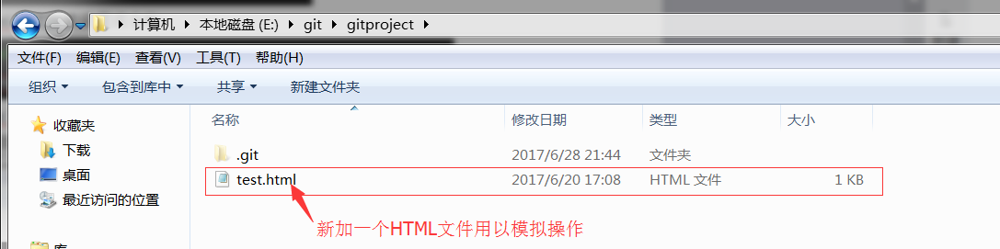 计算机 本地磁盘 (E:) git gitproject
文件(F) 编辑(E) 查看(V) 工具(T) 帮助(H)
组织 包含到库中 共享 新建文件夹
名称 修改日期 类型 大小
收藏夹
下载
桌面
最近访问的位置
库
.git 2017/6/28 21:44 文件夹
test.html 2017/6/20 17:08 HTML 文件 1 KB
新加一个HTML文件用以模拟操作